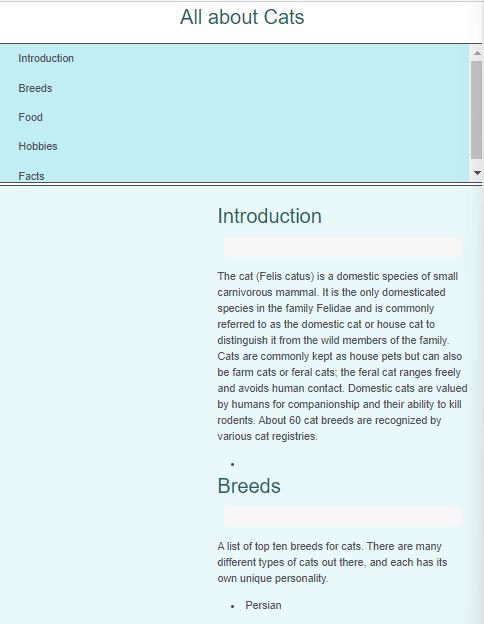 All about Cats
Introduction
Breeds
Food
Hobbies
Facts
Introduction
The cat (Felis catus) is a domestic species of small
carnivorous mammal. It is the only domesticated
species in the family Felidae and is commonly
referred to as the domestic cat or house cat to
distinguish it from the wild members of the family.
Cats are commonly kept as house pets but can also
be farm cats or feral cats; the feral cat ranges freely
and avoids human contact. Domestic cats are valued
by humans for companionship and their ability to kill
rodents. About 60 cat breeds are recognized by
various cat registries.
•
Breeds
A list of top ten breeds for cats. There are many
different types of cats out there, and each has its
own unique personality.
• Persian